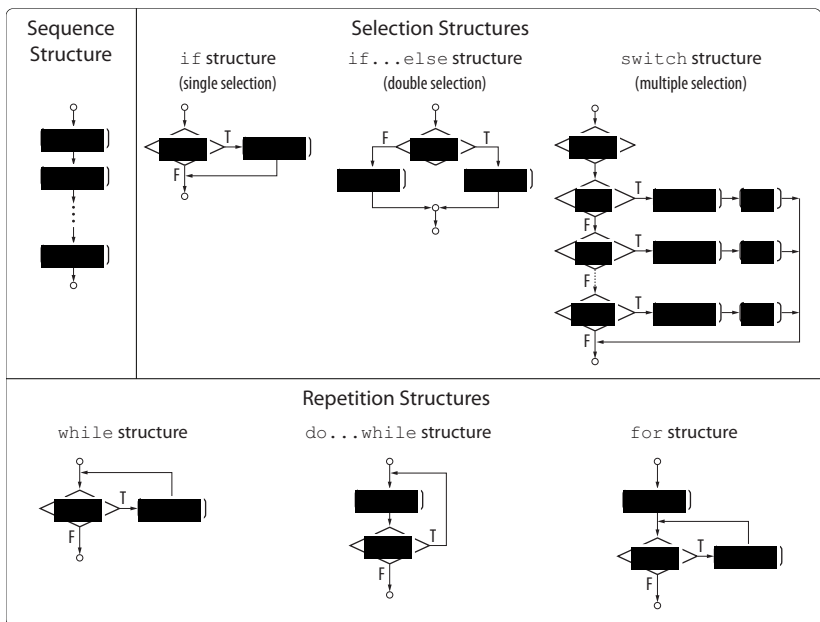 Sequence
Structure
Selection Structures
if structure
(single selection)
T
F
if...else structure
(double selection)
F
T
switch structure
(multiple selection)
T
F
T
F
T
F
Repetition Structures
while structure
T
F
do...while structure
T
F
for structure
T
F